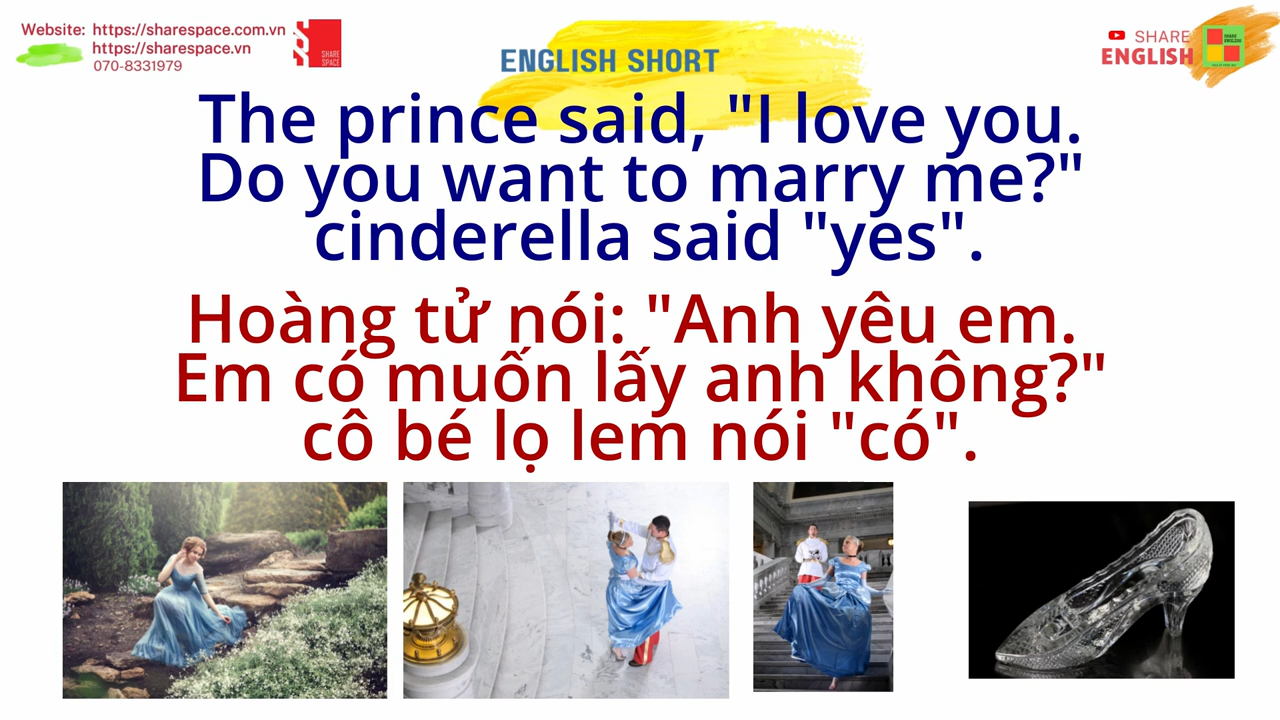 Website: https://sharespace.com.vn
https://sharespace.vn
070-8331979
SHARE
SPACE
ENGLISH SHORT
SHARE
ENGLISH
The prince said, "I love you.
Do you want to marry me?"
cinderella said "yes".
Hoàng tử nói: "Anh yêu em.
Em có muốn lấy anh không?"
cô bé lọ lem nói "có".